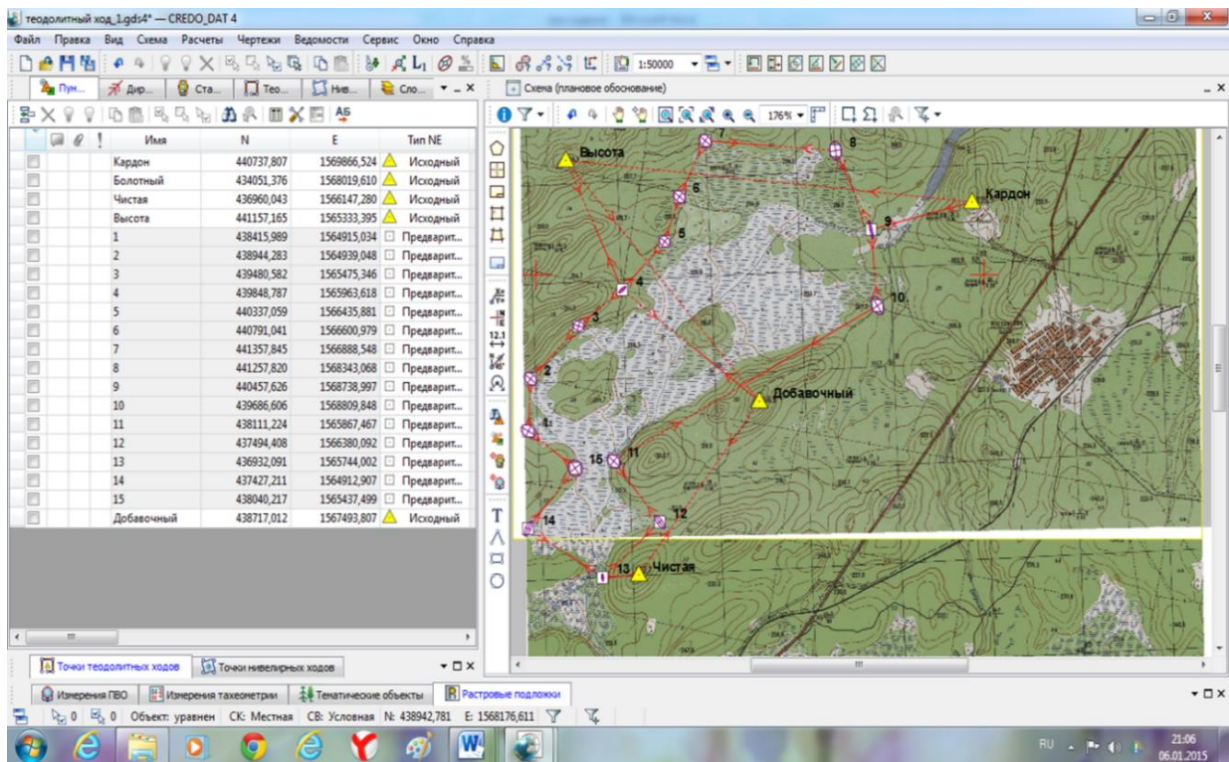 теодолитный ход_1.gds4* — CREDO_DAT 4
Файл Правка Вид Схема Расчеты Чертежи Ведомости Сервис Окно Справка
1:50000
Пун... Дир... Ста... Тео... Нив... Сло...
Схема (плановое обоснование)
176%
Имя N E Тип NE
Кардон 440737,807 1569866,524 Исходный
Болотный 434051,376 1568019,610 Исходный
Чистая 436960,043 1566147,280 Исходный
Высота 441157,165 1565333,395 Исходный
1 438415,989 1564915,034 Предварит...
2 438944,283 1564939,048 Предварит...
3 439480,582 1565475,346 Предварит...
4 439848,787 1565963,618 Предварит...
5 440337,059 1566435,881 Предварит...
6 440791,041 1566600,979 Предварит...
7 441357,845 1566888,548 Предварит...
8 441257,820 1568343,068 Предварит...
9 440457,626 1568738,997 Предварит...
10 439686,606 1568809,848 Предварит...
11 438111,224 1565867,467 Предварит...
12 437494,408 1566380,092 Предварит...
13 436932,091 1565744,002 Предварит...
14 437427,211 1564912,907 Предварит...
15 438040,217 1565437,499 Предварит...
Добавочный 438717,012 1567493,807 Исходный
12.1
T
7
Высота
8
6
Кардон
9
5
4
10
3
2
Добавочный
1
15
11
14
12
13
Чистая
Точки теодолитных ходов Точки нивелирных ходов
Измерения ПВО Измерения тахеометрии Тематические объекты Растровые подложки
0 0 Объект: уравнен СК: Местная СВ: Условная N: 438942,781 E: 1568176,611
RU 21:06
06.01.2015